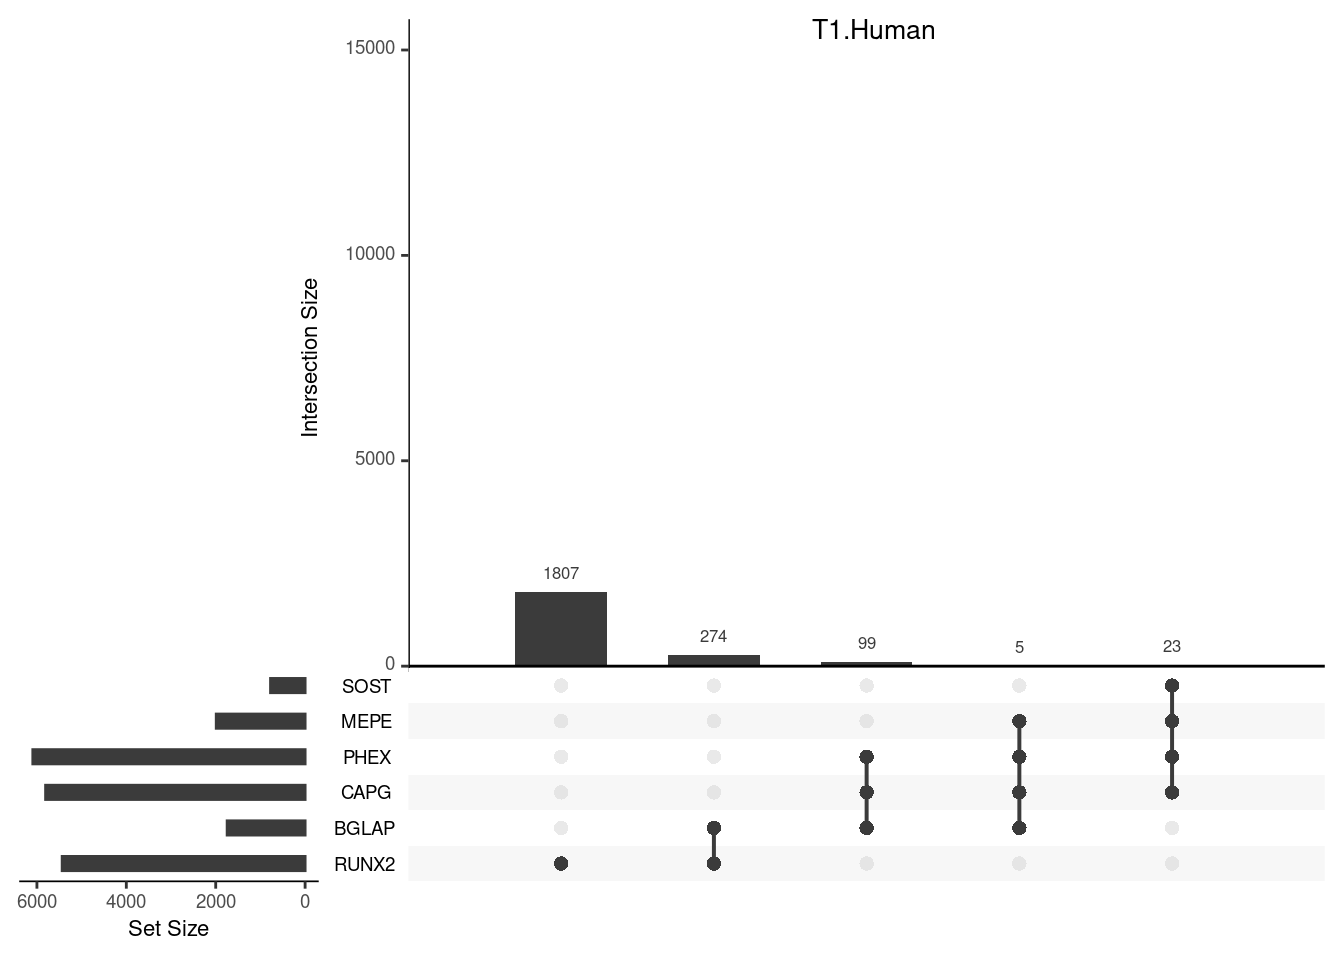 T1.Human
15000
10000
5000
0
Intersection Size
1807
274
99
5
23
SOST
MEPE
PHEX
CAPG
BGLAP
RUNX2
6000 4000 2000 0
Set Size